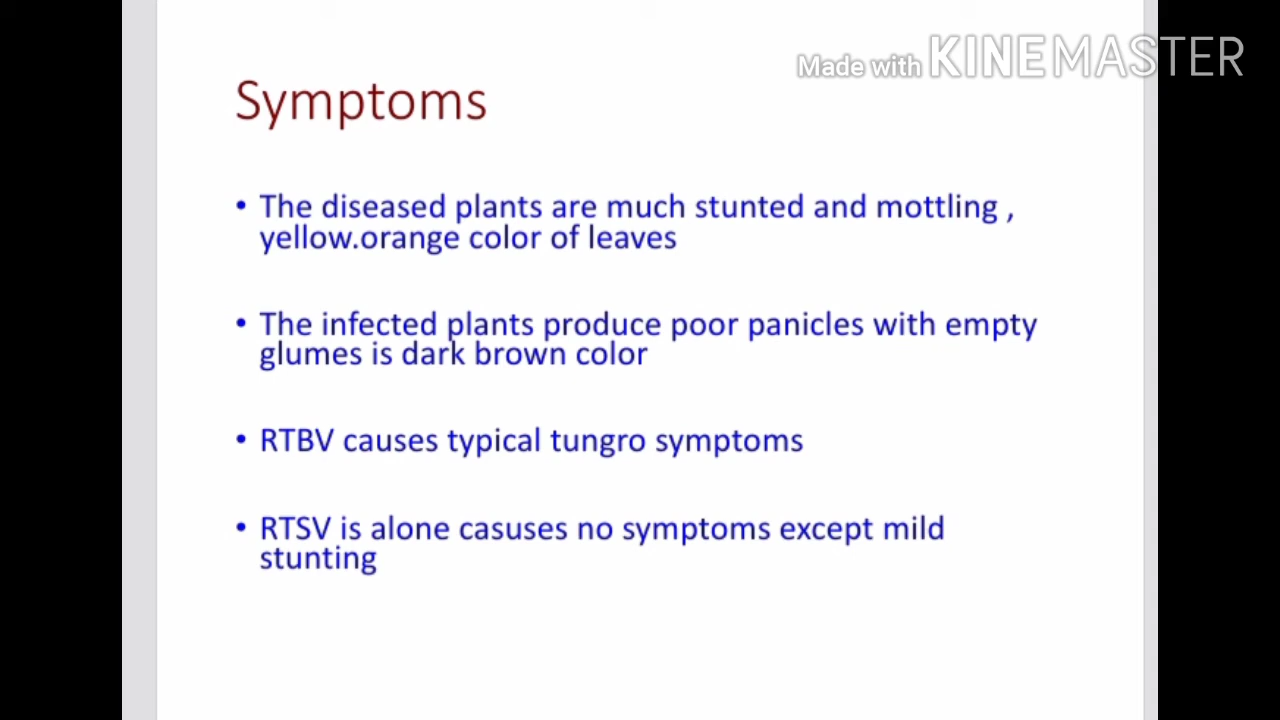 Made with KINEMASTER
Symptoms
• The diseased plants are much stunted and mottling ,
yellow.orange color of leaves
• The infected plants produce poor panicles with empty
glumes is dark brown color
• RTBV causes typical tungro symptoms
• RTSV is alone casuses no symptoms except mild
stunting